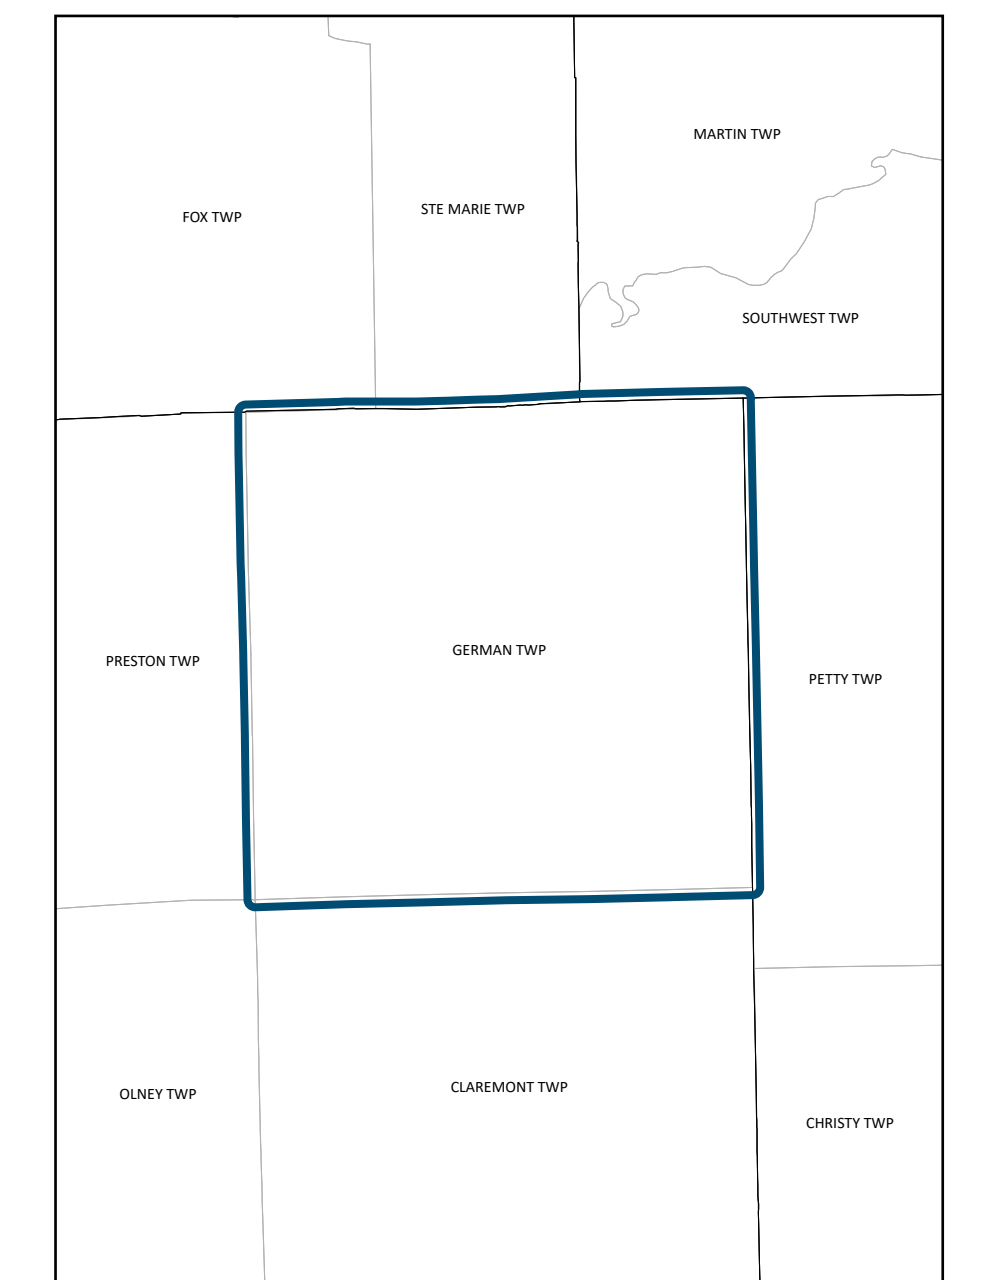 MARTIN TWP
STE MARIE TWP
FOX TWP
SOUTHWEST TWP
GERMAN TWP
PRESTON TWP
PETTY TWP
CLAREMONT TWP
OLNEY TWP
CHRISTY TWP